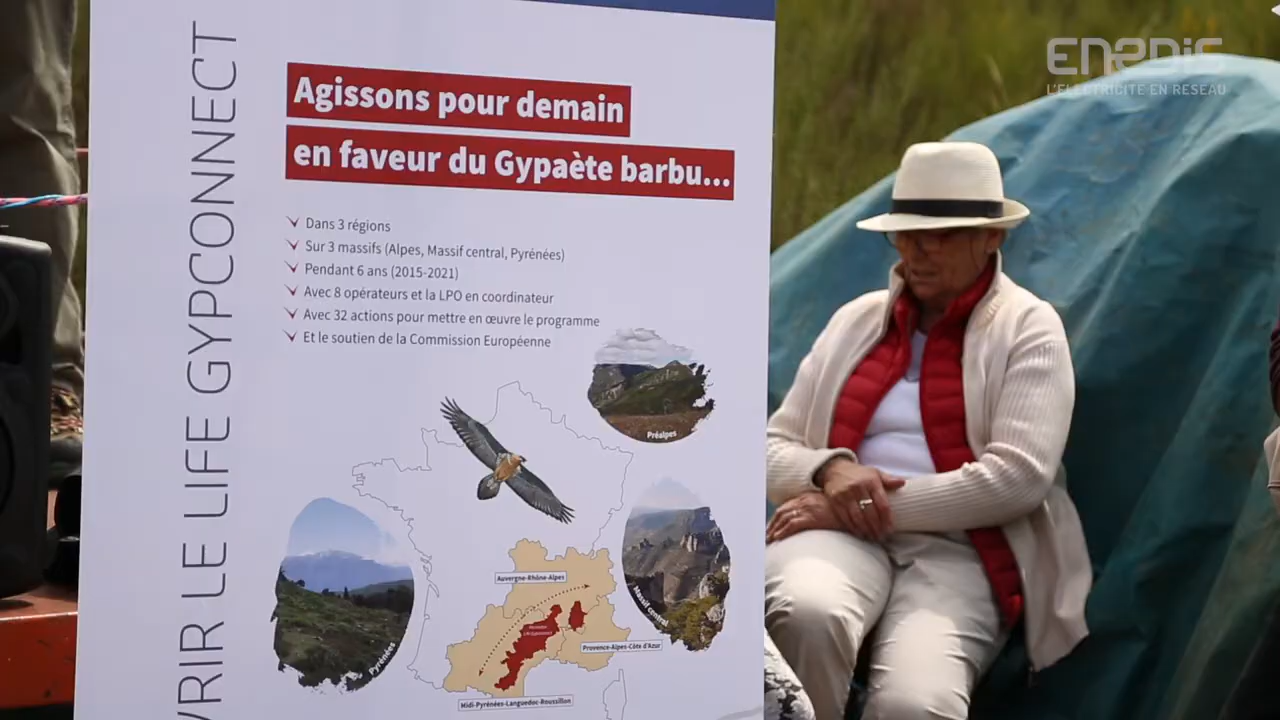 ENEDIS
L'ELECTRICITE EN RESEAU
VRIR LE LIFE GYPCONNECT
Agissons pour demain
en faveur du Gypaète barbu...
Dans 3 régions
Sur 3 massifs (Alpes, Massif central, Pyrénées)
Pendant 6 ans (2015-2021)
Avec 8 opérateurs et la LPO en coordinateur
Avec 32 actions pour mettre en œuvre le programme
Et le soutien de la Commission Européenne
Préalpes
Massif central
Pyrénées
Auvergne-Rhône-Alpes
Provence-Alpes-Côte d'Azur
Midi-Pyrénées-Languedoc-Roussillon